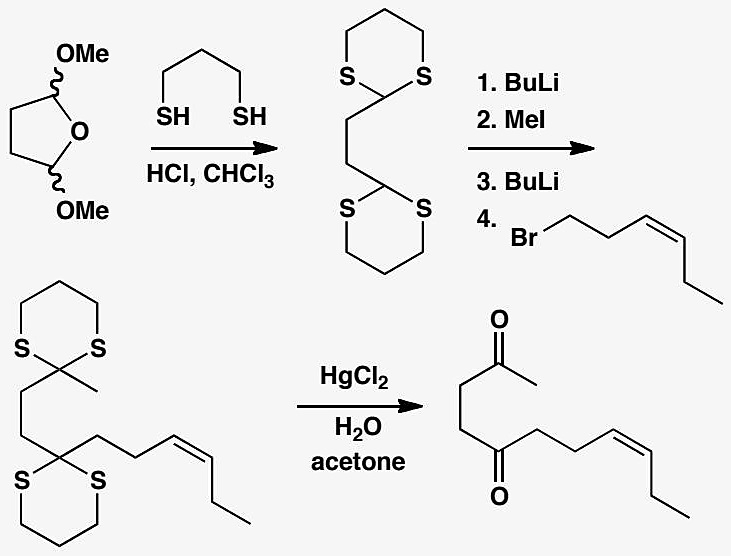 OMe
O
OMe
SH SH
HCl, CHCl3
S S
S S
1. BuLi
2. MeI
3. BuLi
4.
Br
S S
S S
HgCl2
H2O
acetone
O
O